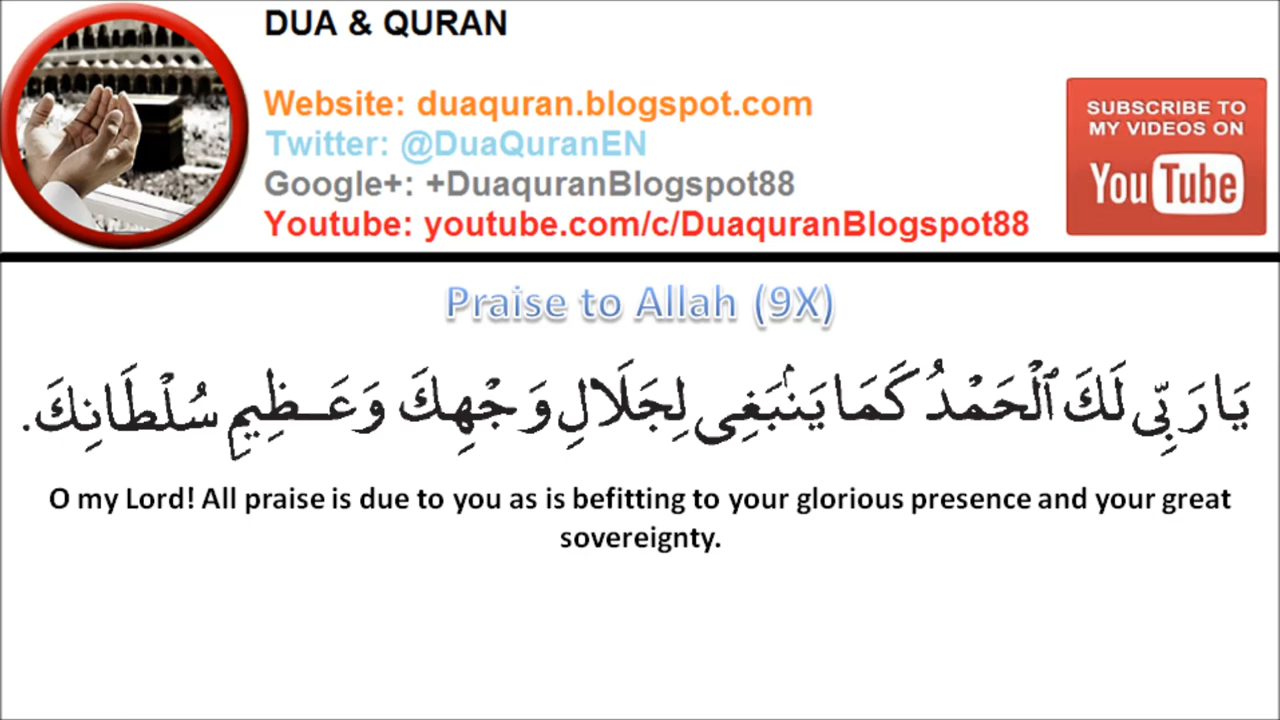 DUA & QURAN
Website: duaquran.blogspot.com
Twitter: @DuaQuranEN
Google+: +DuaquranBlogspot88
Youtube: youtube.com/c/DuaquranBlogspot88
SUBSCRIBE TO
MY VIDEOS ON
YouTube
Praise to Allah (9X)
يَا رَبِّى لَكَ ٱلْحَمْدُ كَمَا يَنْۢبَغِى لِجَلَالِ وَجْهِكَ وَعَــظِيمِ سُلْطَانِكَ.
O my Lord! All praise is due to you as is befitting to your glorious presence and your great
sovereignty.